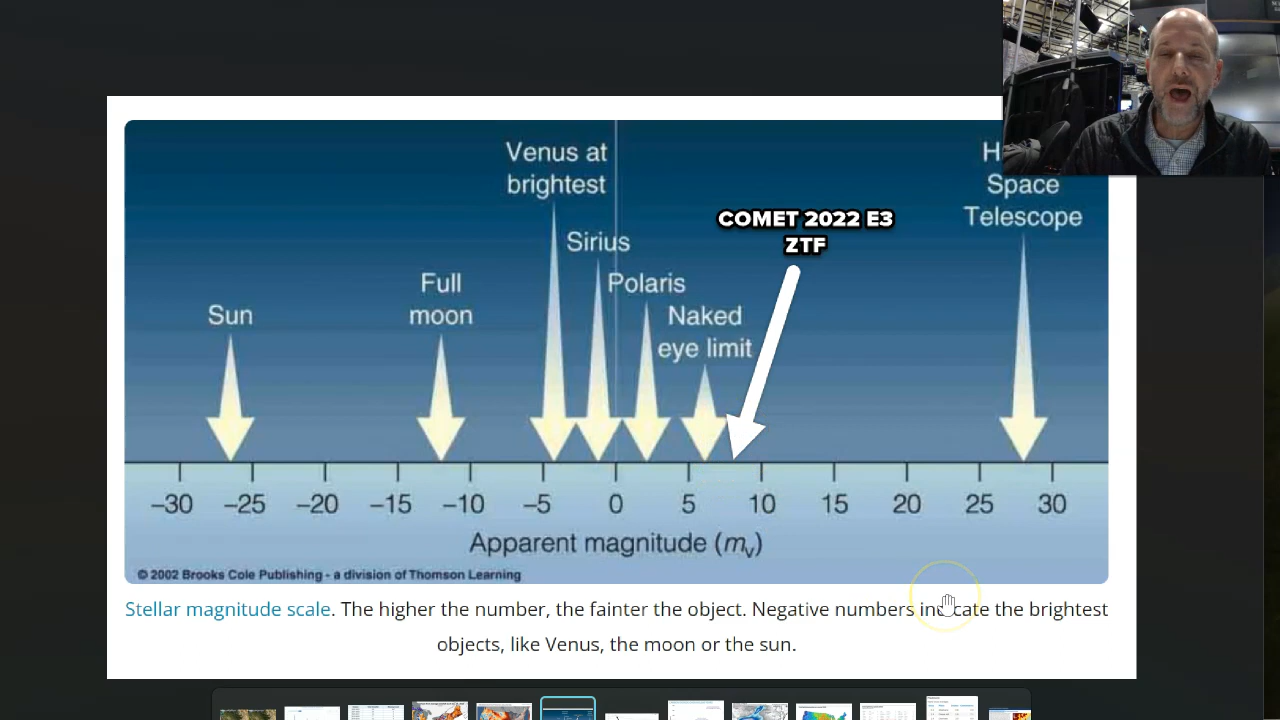 Venus at
brightest
Space
Telescope
COMET 2022 E3
ZTF
Sirius
Polaris
Full
moon
Sun
Naked
eye limit
–30 –25 –20 –15 –10 –5 0 5 10 15 20 25 30
Apparent magnitude (mv)
© 2002 Brooks Cole Publishing - a division of Thomson Learning
Stellar magnitude scale. The higher the number, the fainter the object. Negative numbers indicate the brightest
objects, like Venus, the moon or the sun.